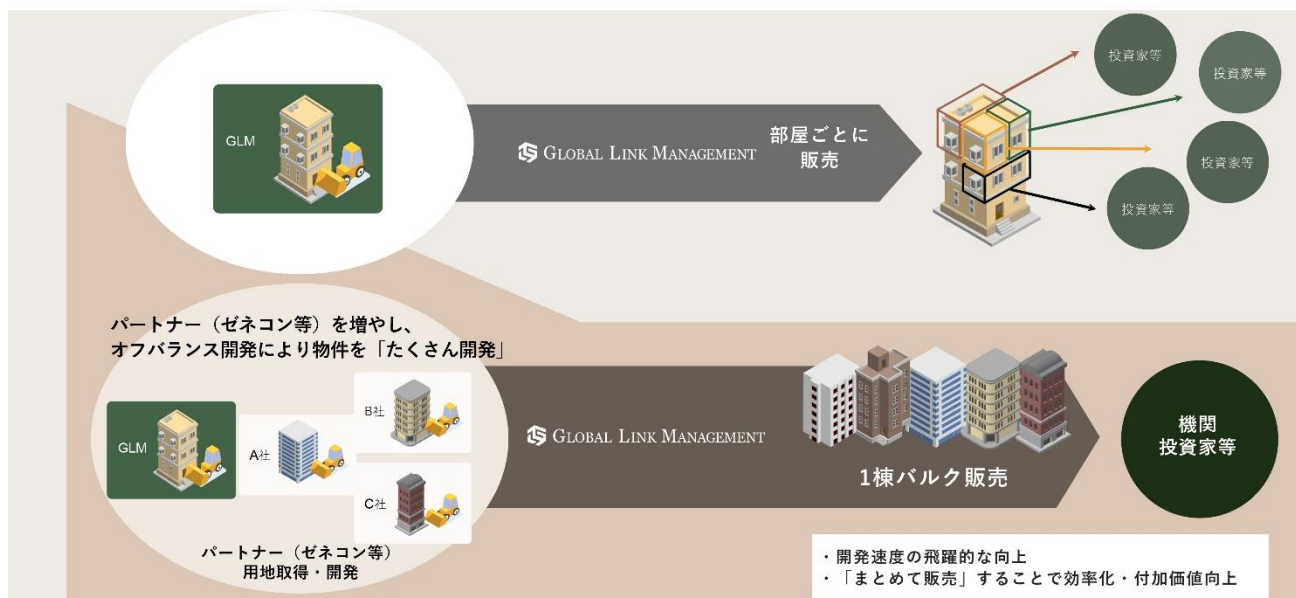 GLM
GLOBAL LINK MANAGEMENT
部屋ごとに
販売
投資家等
投資家等
投資家等
投資家等
パートナー（ゼネコン等）を増やし、
オフバランス開発により物件を「たくさん開発」
GLM
A社
B社
C社
パートナー（ゼネコン等）
用地取得・開発
GLOBAL LINK MANAGEMENT
1棟バルク販売
機関
投資家等
・開発速度の飛躍的な向上
・「まとめて販売」することで効率化・付加価値向上